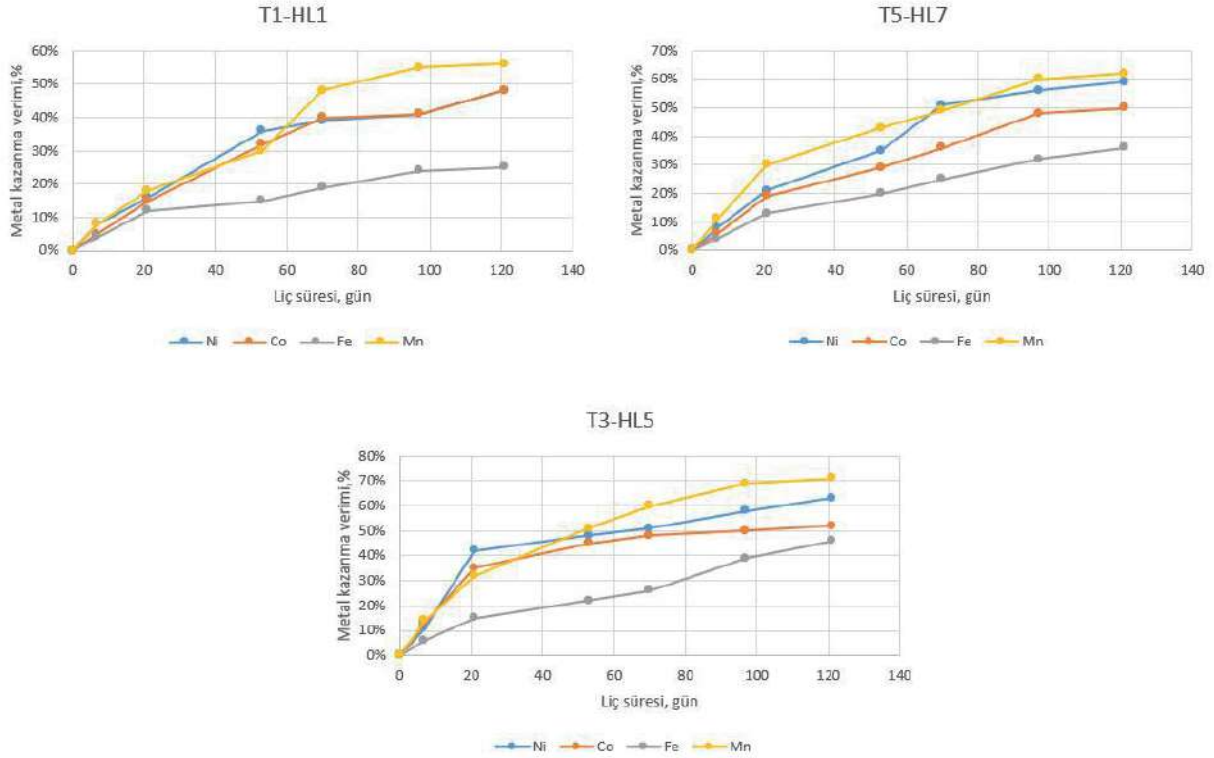 T1-HL1
Metal kazanma verimi,%
60%
50%
40%
30%
20%
10%
0%
0 20 40 60 80 100 120 140
Liç süresi, gün
Ni Co Fe Mn
T5-HL7
Metal kazanma verimi,%
70%
60%
50%
40%
30%
20%
10%
0%
0 20 40 60 80 100 120 140
Liç süresi, gün
Ni Co Fe Mn
T3-HL5
Metal kazanma verimi,%
80%
70%
60%
50%
40%
30%
20%
10%
0%
0 20 40 60 80 100 120 140
Liç süresi, gün
Ni Co Fe Mn